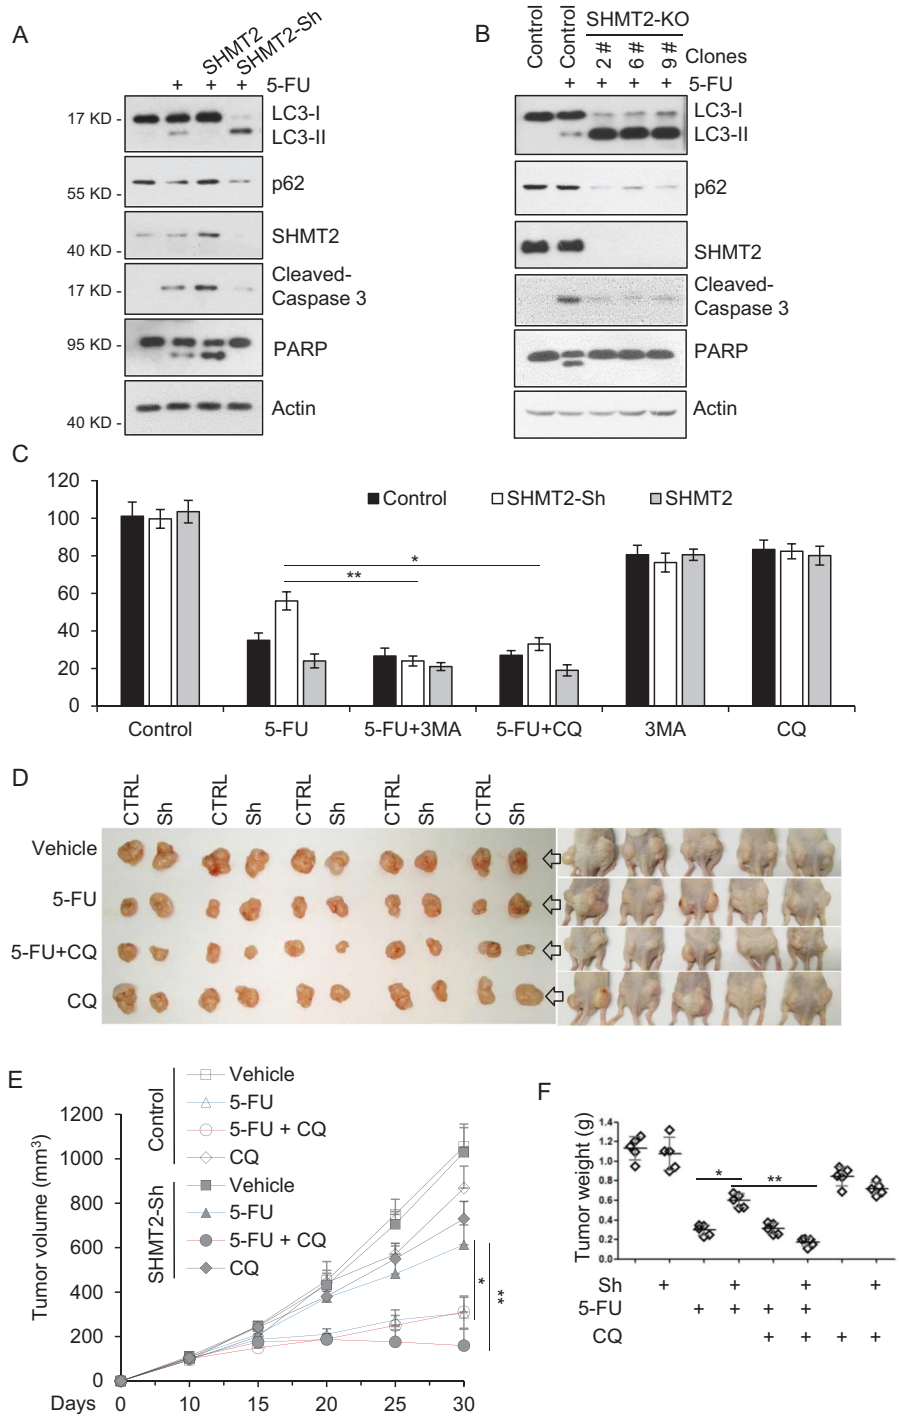 A
SHMT2
SHMT2-Sh
+ + + 5-FU
17 KD -
LC3-I
LC3-II
55 KD -
p62
40 KD -
SHMT2
17 KD -
Cleaved-
Caspase 3
95 KD -
PARP
40 KD -
Actin
B
Control
Control
SHMT2-KO
2# 6# 9# Clones
+ + + + 5-FU
LC3-I
LC3-II
p62
SHMT2
Cleaved-
Caspase 3
PARP
Actin
C
120
100
80
60
40
20
0
Control SHMT2-Sh SHMT2
*
**
Control 5-FU 5-FU+3MA 5-FU+CQ 3MA CQ
D
CTRL Sh CTRL Sh CTRL Sh CTRL Sh CTRL Sh
Vehicle
5-FU
5-FU+CQ
CQ
E
Control
Vehicle
5-FU
5-FU + CQ
CQ
SHMT2-Sh
Vehicle
5-FU
5-FU + CQ
CQ
Tumor volume (mm³)
1200
1000
800
600
400
200
0
*
**
Days 0 10 15 20 25 30
F
Tumor weight (g)
1.4
1.2
1.0
0.8
0.6
0.4
0.2
0.0
* **
Sh + + + +
5-FU + + + +
CQ + + + +